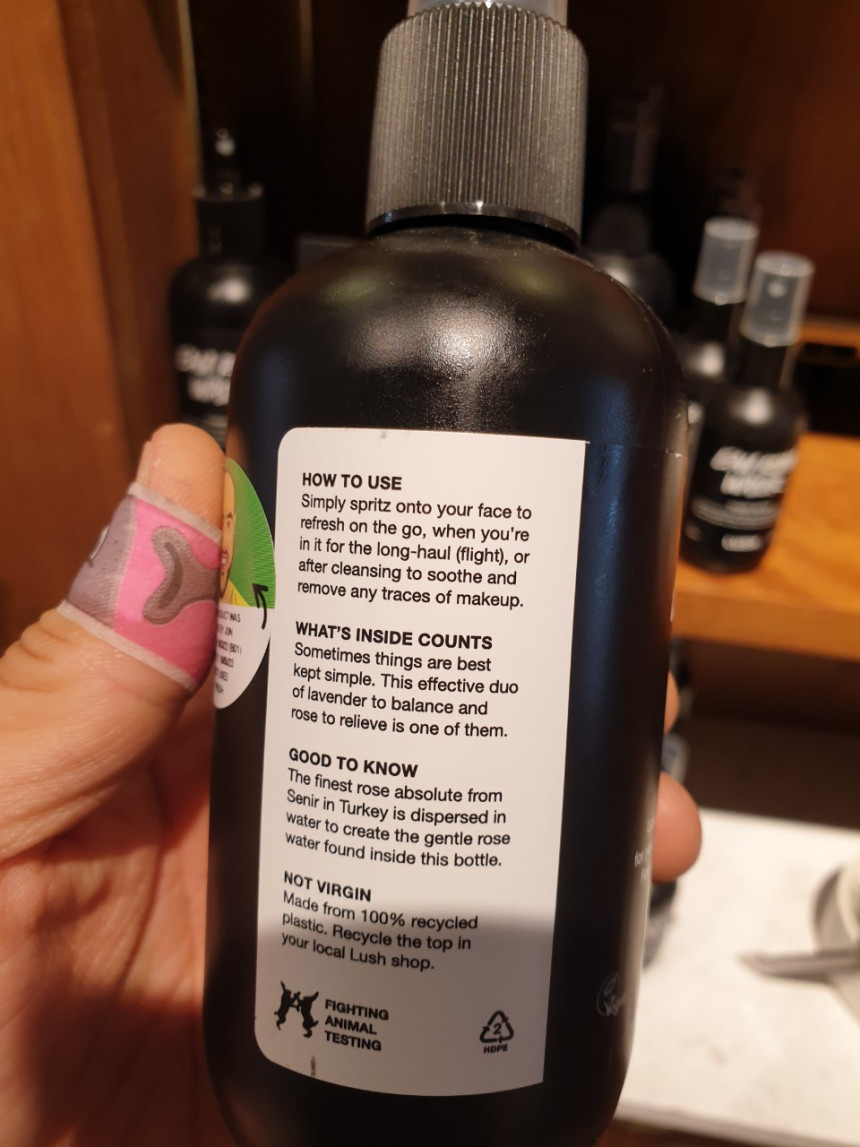 HOW TO USE
Simply spritz onto your face to
refresh on the go, when you're
in it for the long-haul (flight), or
after cleansing to soothe and
remove any traces of makeup.
WHAT'S INSIDE COUNTS
Sometimes things are best
kept simple. This effective duo
of lavender to balance and
rose to relieve is one of them.
GOOD TO KNOW
The finest rose absolute from
Senir in Turkey is dispersed in
water to create the gentle rose
water found inside this bottle.
NOT VIRGIN
Made from 100% recycled
plastic. Recycle the top in
your local Lush shop.
FIGHTING
ANIMAL
TESTING
2
HDPE